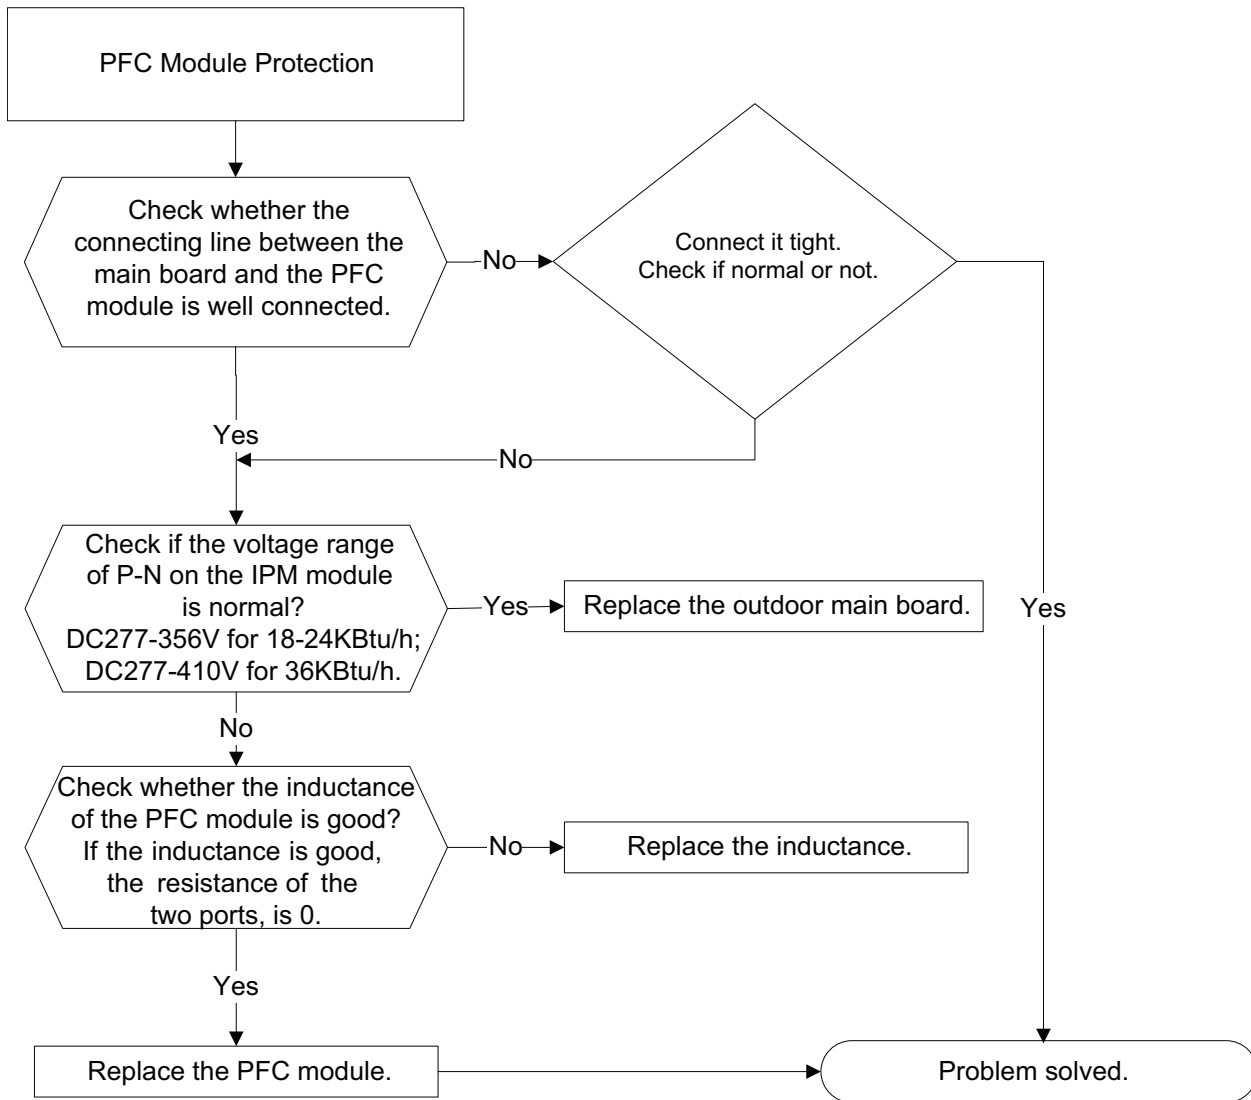 PFC Module Protection
Check whether the
connecting line between the
main board and the PFC
module is well connected.
No
Connect it tight.
Check if normal or not.
Yes
No
Check if the voltage range
of P-N on the IPM module
is normal?
DC277-356V for 18-24KBtu/h;
DC277-410V for 36KBtu/h.
Yes
Replace the outdoor main board.
Yes
No
Check whether the inductance
of the PFC module is good?
If the inductance is good,
the resistance of the
two ports, is 0.
No
Replace the inductance.
Yes
Replace the PFC module.
Problem solved.